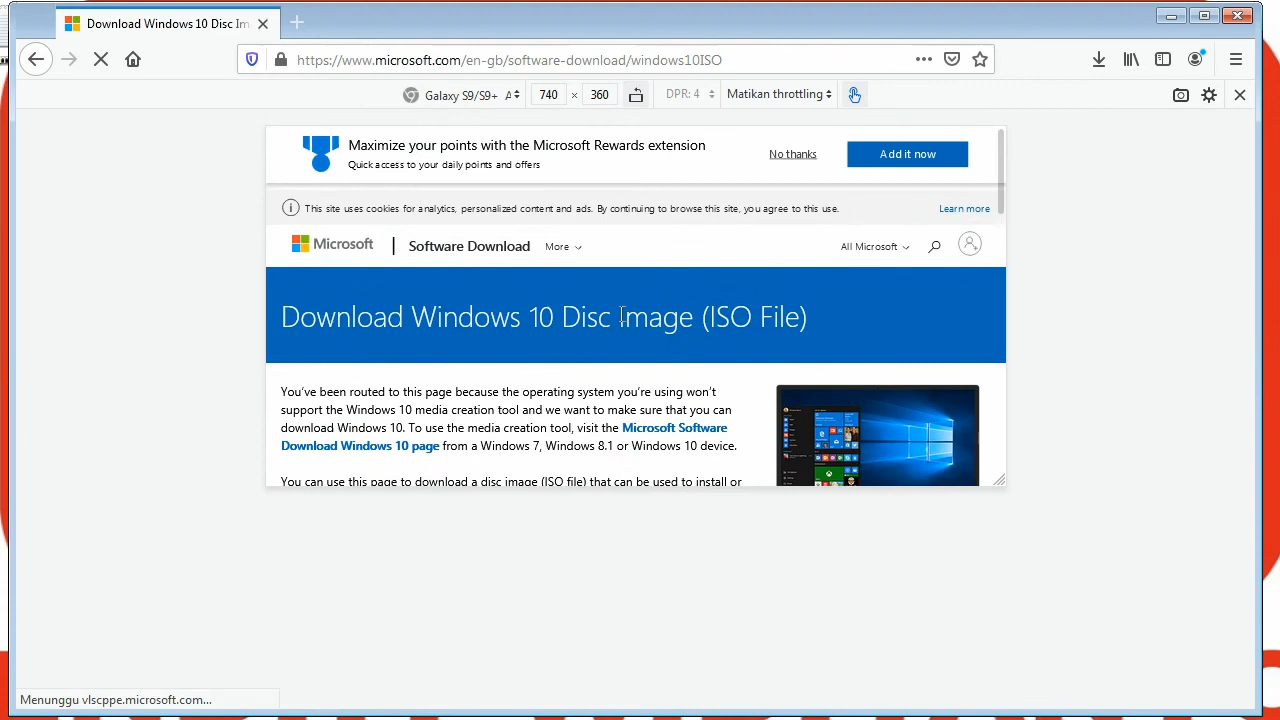 Download Windows 10 Disc Im
https://www.microsoft.com/en-gb/software-download/windows10ISO
Galaxy S9/S9+ A
740 × 360
DPR: 4
Matikan throttling
Maximize your points with the Microsoft Rewards extension
Quick access to your daily points and offers
No thanks
Add it now
This site uses cookies for analytics, personalized content and ads. By continuing to browse this site, you agree to this use.
Learn more
Microsoft
Software Download
More
All Microsoft
Download Windows 10 Disc Image (ISO File)
You've been routed to this page because the operating system you're using won't
support the Windows 10 media creation tool and we want to make sure that you can
download Windows 10. To use the media creation tool, visit the Microsoft Software
Download Windows 10 page from a Windows 7, Windows 8.1 or Windows 10 device.
You can use this page to download a disc image (ISO file) that can be used to install or
Menunggu vlscppe.microsoft.com...